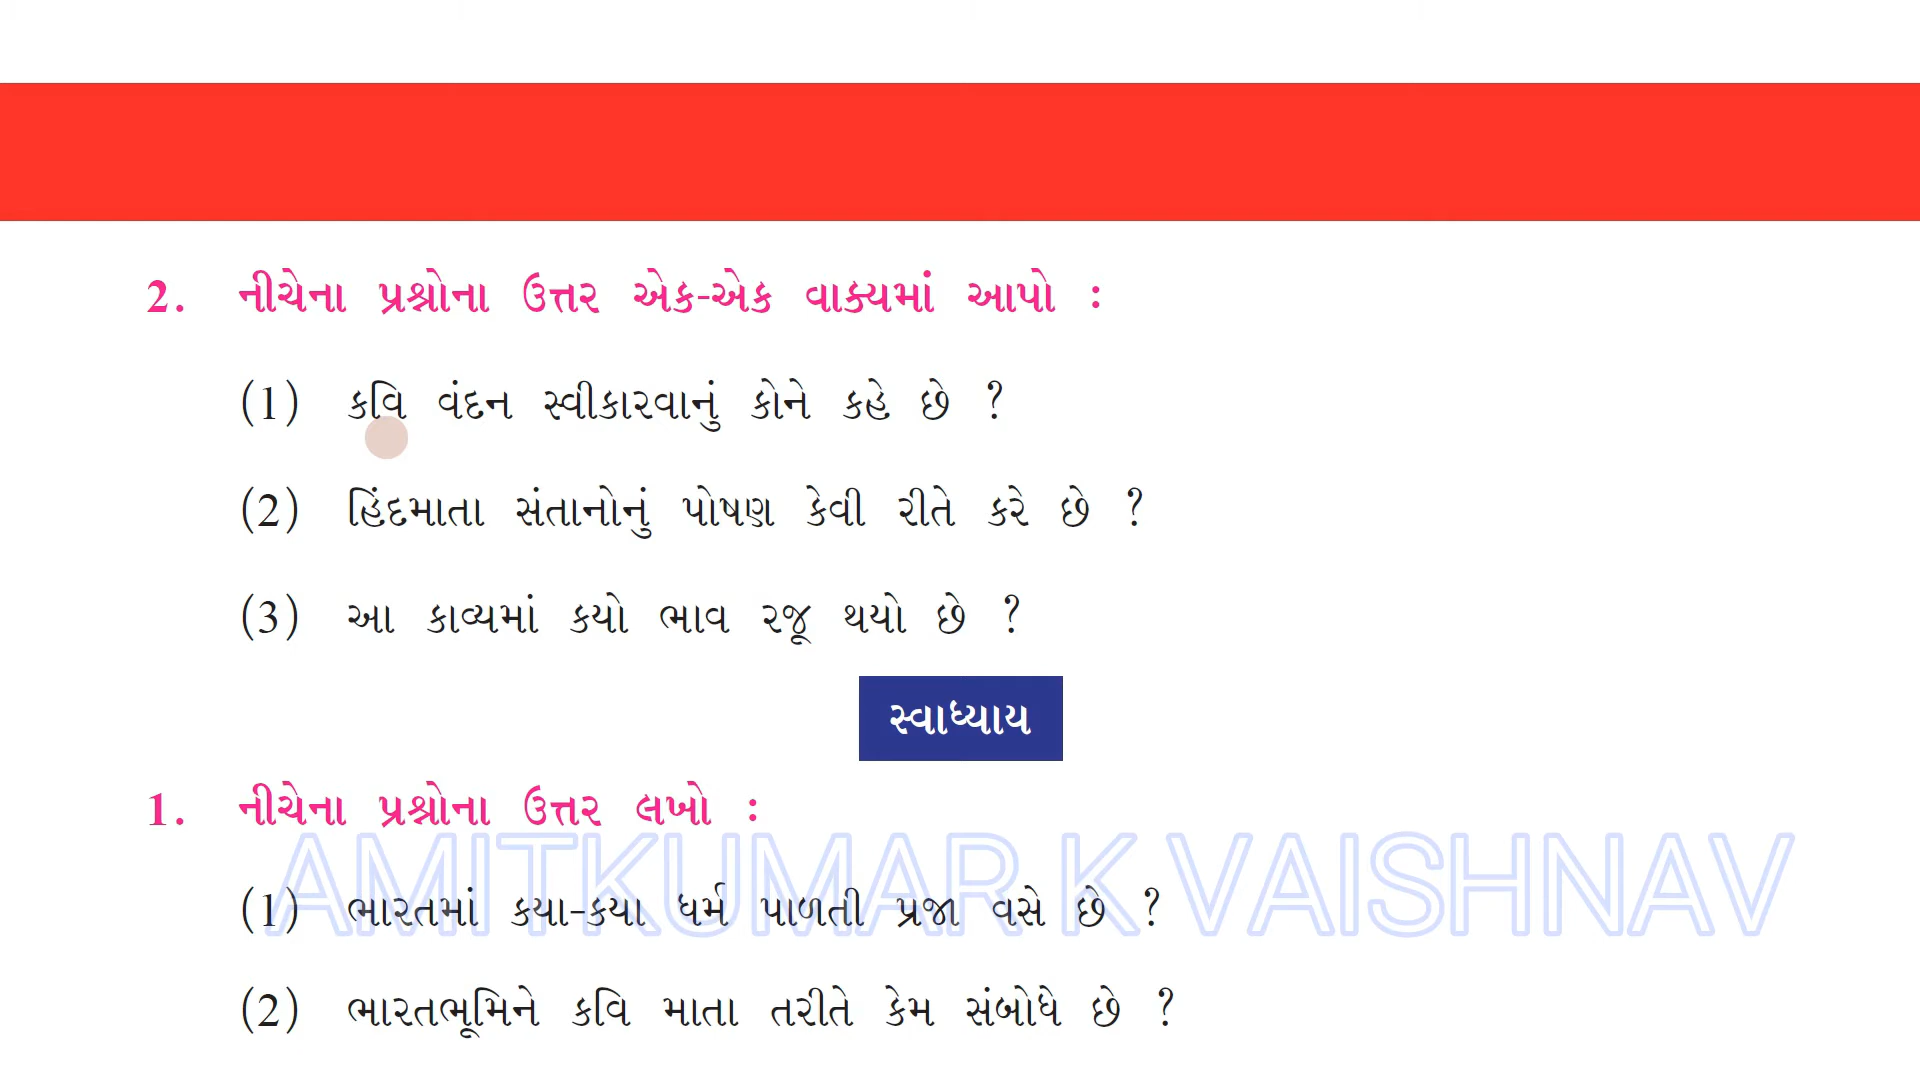 2. નીચેના પ્રશ્નોના ઉત્તર એક-એક વાક્યમાં આપો :
(1) કવિ વંદન સ્વીકારવાનું કોને કહે છે ?
(2) હિંદમાતા સંતાનોનું પોષણ કેવી રીતે કરે છે ?
(3) આ કાવ્યમાં કયો ભાવ રજૂ થયો છે ?
સ્વાધ્યાય
1. નીચેના પ્રશ્નોના ઉત્તર લખો :
AMITKUMAR K VAISHNAV
(1) ભારતમાં કયા-કયા ધર્મ પાળતી પ્રજા વસે છે ?
(2) ભારતભૂમિને કવિ માતા તરીતે કેમ સંબોધે છે ?